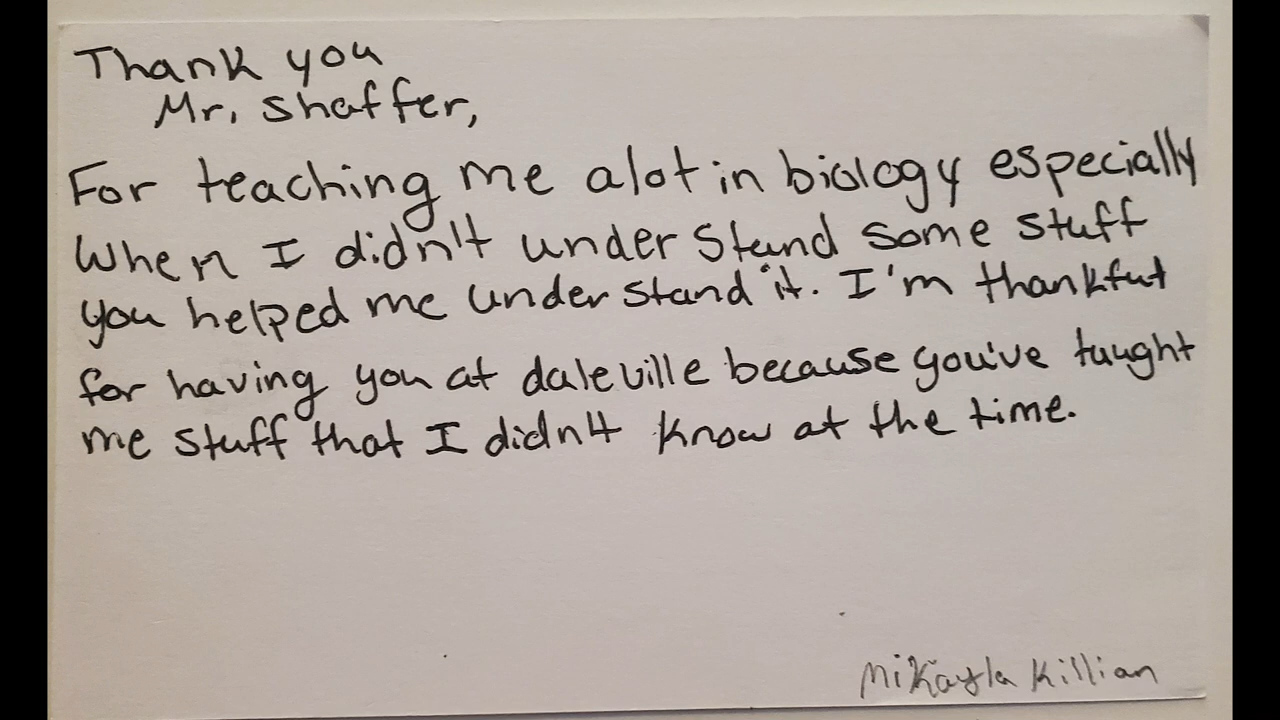 Thank you
Mr. Shaffer,
For teaching me alot in biology especially
When I didn't understand some stuff
you helped me understand it. I'm thankful
for having you at daleville because you've taught
me stuff that I didn't know at the time.
Mikayla Killian